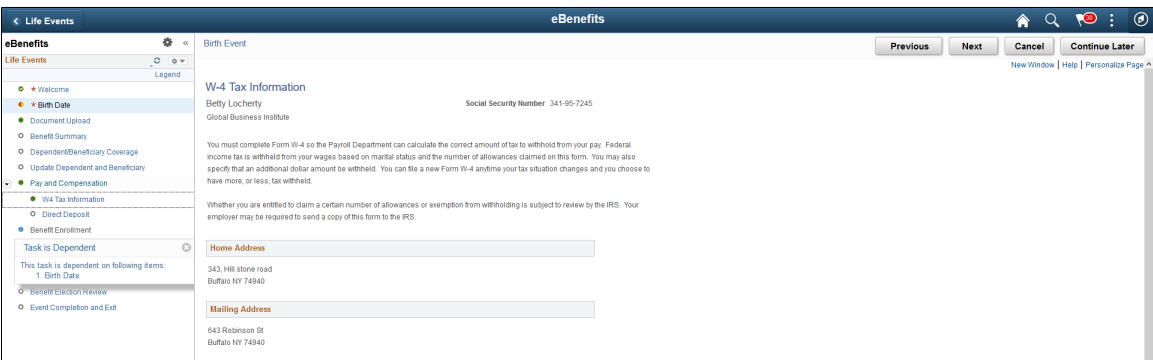 Life Events
eBenefits
30
eBenefits
«
Birth Event
Previous
Next
Cancel
Continue Later
Life Events
New Window | Help | Personalize Page
Legend
* Welcome
* Birth Date
Document Upload
Benefit Summary
Dependent/Beneficiary Coverage
Update Dependent and Beneficiary
Pay and Compensation
W4 Tax Information
Direct Deposit
Benefit Enrollment
Task is Dependent
This task is dependent on following items:
1. Birth Date
Benefit Election Review
Event Completion and Exit
W-4 Tax Information
Betty Locherty
Social Security Number 341-95-7245
Global Business Institute
You must complete Form W-4 so the Payroll Department can calculate the correct amount of tax to withhold from your pay. Federal
income tax is withheld from your wages based on marital status and the number of allowances claimed on this form. You may also
specify that an additional dollar amount be withheld. You can file a new Form W-4 anytime your tax situation changes and you choose to
have more, or less, tax withheld.
Whether you are entitled to claim a certain number of allowances or exemption from withholding is subject to review by the IRS. Your
employer may be required to send a copy of this form to the IRS.
Home Address
343, Hill stone road
Buffalo NY 74940
Mailing Address
643 Robinson St
Buffalo NY 74940